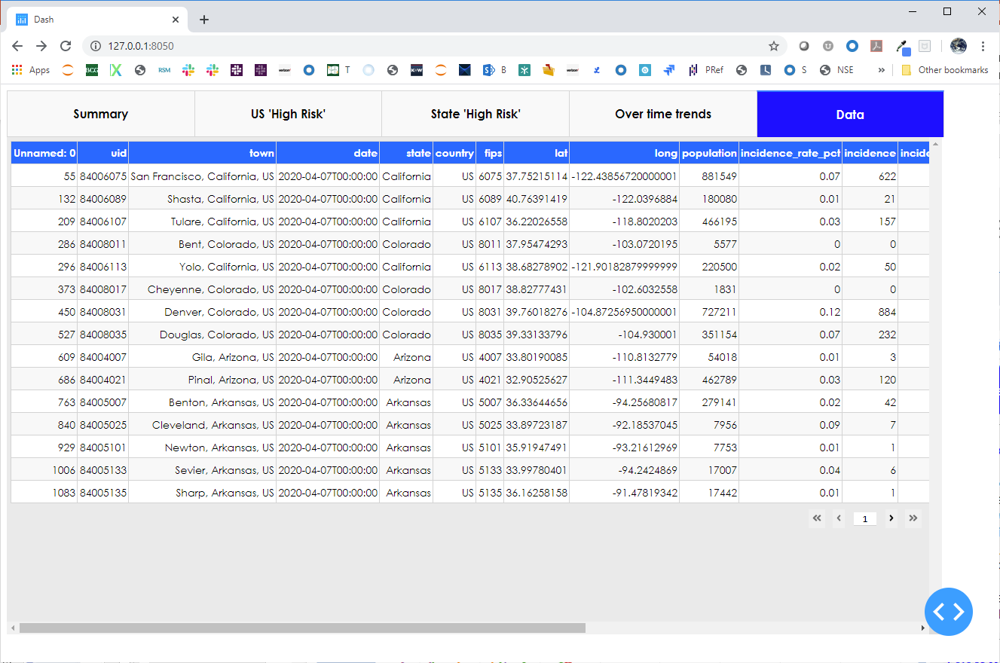 Dash
127.0.0.1:8050
Apps BCG RSM verizon T K&W B verizon PRef S NSE » Other bookmarks
Summary US 'High Risk' State 'High Risk' Over time trends Data
Unnamed: 0 uid town date state country fips lat long population incidence_rate_pct incidence incide
55 84006075 San Francisco, California, US 2020-04-07T00:00:00 California US 6075 37.75215114 -122.43856720000001 881549 0.07 622
132 84006089 Shasta, California, US 2020-04-07T00:00:00 California US 6089 40.76391419 -122.0396884 180080 0.01 21
209 84006107 Tulare, California, US 2020-04-07T00:00:00 California US 6107 36.22026558 -118.8020203 466195 0.03 157
286 84008011 Bent, Colorado, US 2020-04-07T00:00:00 Colorado US 8011 37.95474293 -103.0720195 5577 0 0
296 84006113 Yolo, California, US 2020-04-07T00:00:00 California US 6113 38.68278902 -121.90182879999999 220500 0.02 50
373 84008017 Cheyenne, Colorado, US 2020-04-07T00:00:00 Colorado US 8017 38.82777431 -102.6032558 1831 0 0
450 84008031 Denver, Colorado, US 2020-04-07T00:00:00 Colorado US 8031 39.76018276 -104.87256950000001 727211 0.12 884
527 84008035 Douglas, Colorado, US 2020-04-07T00:00:00 Colorado US 8035 39.33133796 -104.930001 351154 0.07 232
609 84004007 Gila, Arizona, US 2020-04-07T00:00:00 Arizona US 4007 33.80190085 -110.8132779 54018 0.01 3
686 84004021 Pinal, Arizona, US 2020-04-07T00:00:00 Arizona US 4021 32.90525627 -111.3449483 462789 0.03 120
763 84005007 Benton, Arkansas, US 2020-04-07T00:00:00 Arkansas US 5007 36.33644656 -94.25680817 279141 0.02 42
840 84005025 Cleveland, Arkansas, US 2020-04-07T00:00:00 Arkansas US 5025 33.89723187 -92.18537045 7956 0.09 7
929 84005101 Newton, Arkansas, US 2020-04-07T00:00:00 Arkansas US 5101 35.91947491 -93.21612969 7753 0.01 1
1006 84005133 Sevier, Arkansas, US 2020-04-07T00:00:00 Arkansas US 5133 33.99780401 -94.2424869 17007 0.04 6
1083 84005135 Sharp, Arkansas, US 2020-04-07T00:00:00 Arkansas US 5135 36.16258158 -91.47819342 17442 0.01 1
« ‹ 1 › »